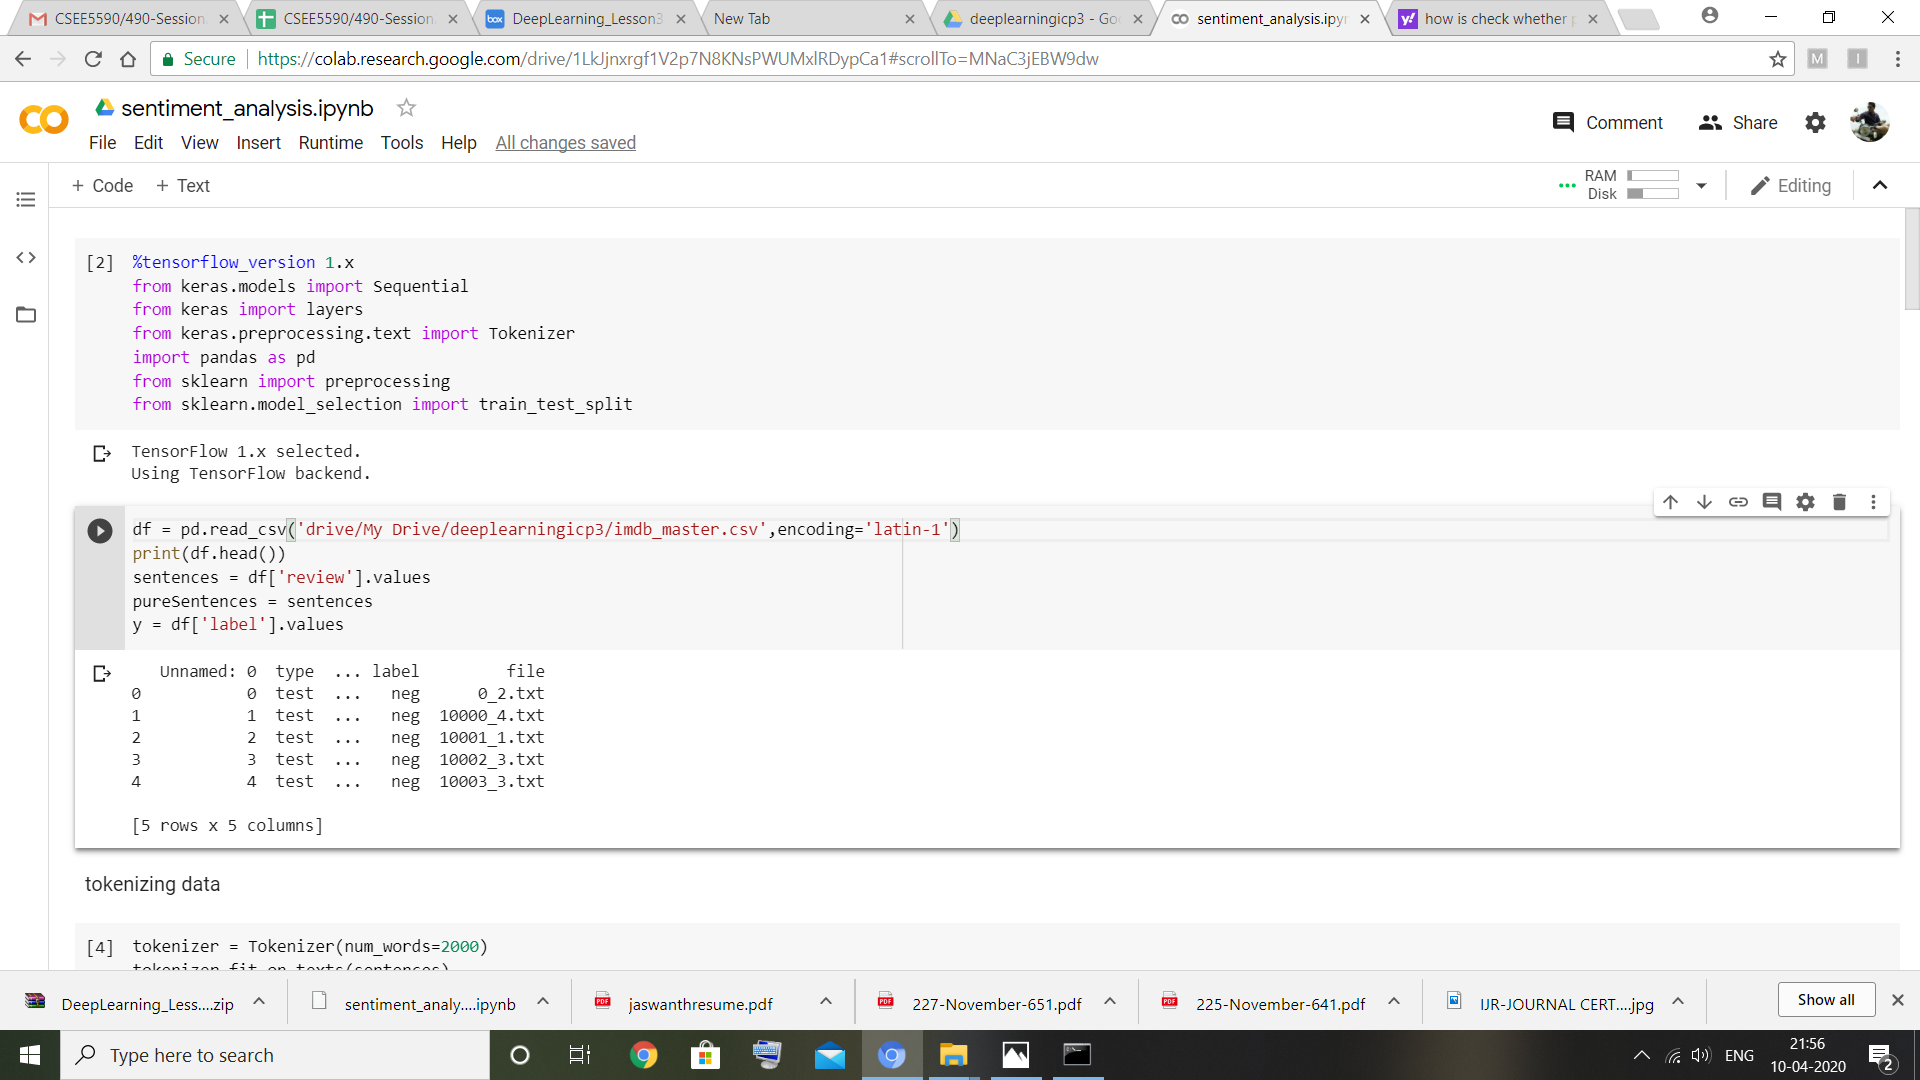 CSEE5590/490-Session
CSEE5590/490-Session
DeepLearning_Lesson3
New Tab
deeplearningicp3 - Go
sentiment_analysis.ipyn
how is check whether
Secure https://colab.research.google.com/drive/1LkJjnxrgf1V2p7N8KNsPWUMxlRDypCa1#scrollTo=MNaC3jEBW9dw
sentiment_analysis.ipynb
Comment Share
File Edit View Insert Runtime Tools Help All changes saved
+ Code + Text
RAM
Disk
Editing
[2] %tensorflow_version 1.x
from keras.models import Sequential
from keras import layers
from keras.preprocessing.text import Tokenizer
import pandas as pd
from sklearn import preprocessing
from sklearn.model_selection import train_test_split
TensorFlow 1.x selected.
Using TensorFlow backend.
df = pd.read_csv('drive/My Drive/deeplearningicp3/imdb_master.csv',encoding='latin-1')
print(df.head())
sentences = df['review'].values
pureSentences = sentences
y = df['label'].values
Unnamed: 0 type ... label file
0 0 test ... neg 0_2.txt
1 1 test ... neg 10000_4.txt
2 2 test ... neg 10001_1.txt
3 3 test ... neg 10002_3.txt
4 4 test ... neg 10003_3.txt
[5 rows x 5 columns]
tokenizing data
[4] tokenizer = Tokenizer(num_words=2000)
tokenizer.fit_on_texts(sentences)
DeepLearning_Less....zip
sentiment_analy....ipynb
jaswanthresume.pdf
227-November-651.pdf
225-November-641.pdf
IJR-JOURNAL CERT....jpg
Show all
Type here to search
ENG
21:56
10-04-2020
2